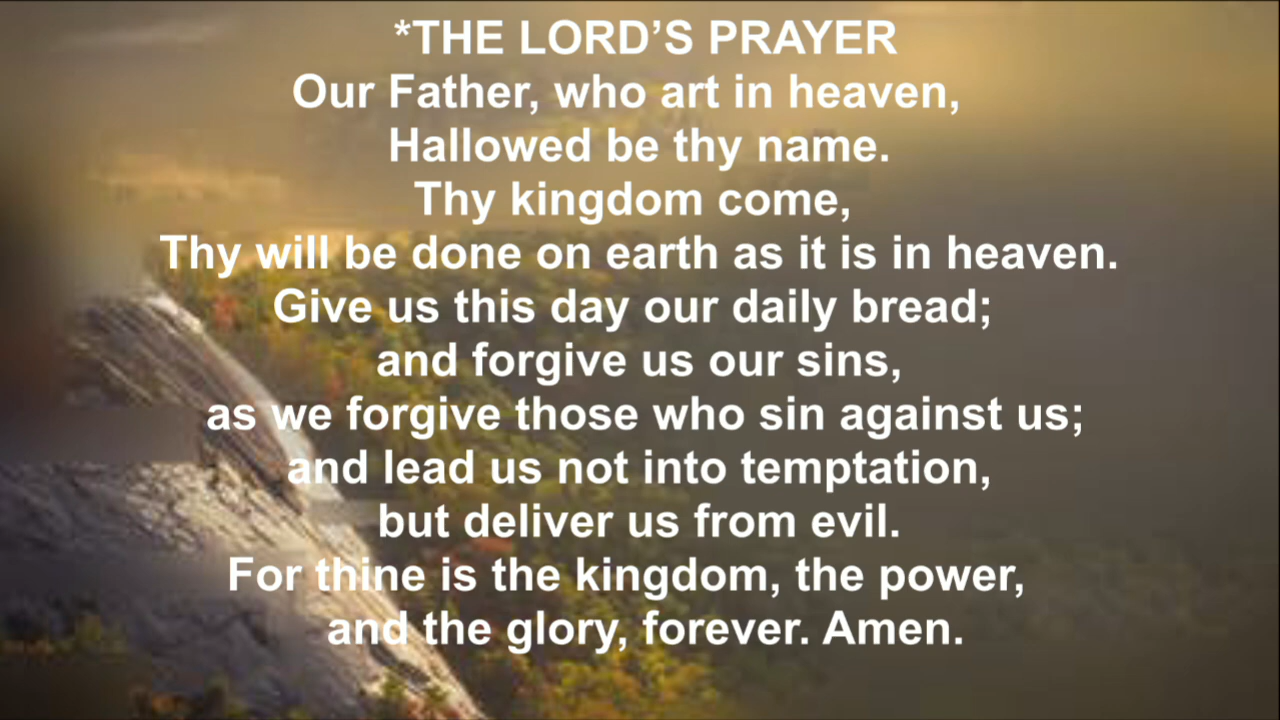 *THE LORD’S PRAYER
Our Father, who art in heaven,
Hallowed be thy name.
Thy kingdom come,
Thy will be done on earth as it is in heaven.
Give us this day our daily bread;
and forgive us our sins,
as we forgive those who sin against us;
and lead us not into temptation,
but deliver us from evil.
For thine is the kingdom, the power,
and the glory, forever. Amen.